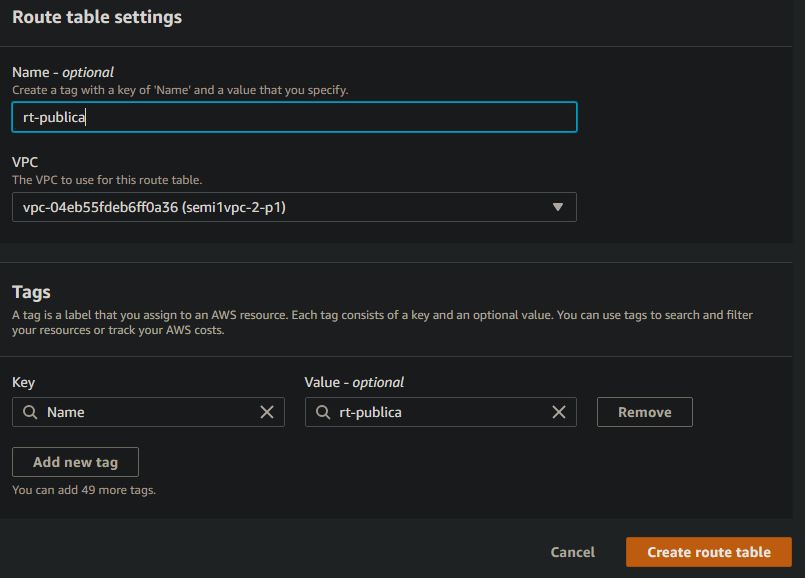 Route table settings
Name - optional
Create a tag with a key of 'Name' and a value that you specify.
rt-publica
VPC
The VPC to use for this route table.
vpc-04eb55fdeb6ff0a36 (semi1vpc-2-p1)
Tags
A tag is a label that you assign to an AWS resource. Each tag consists of a key and an optional value. You can use tags to search and filter
your resources or track your AWS costs.
Key
Value - optional
Name
rt-publica
Remove
Add new tag
You can add 49 more tags.
Cancel
Create route table